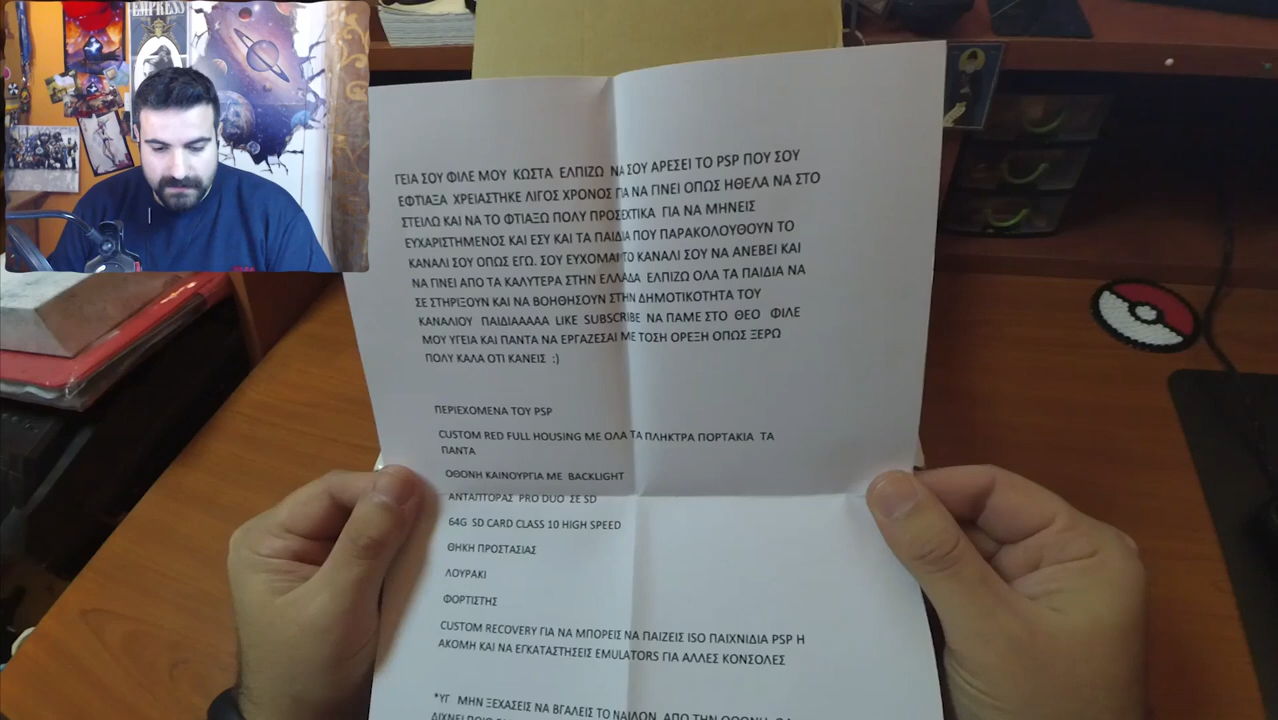 EMPRESS
ΓΕΙΑ ΣΟΥ ΦΙΛΕ ΜΟΥ ΚΩΣΤΑ ΕΛΠΙΖΩ ΝΑ ΣΟΥ ΑΡΕΣΕΙ ΤΟ PSP ΠΟΥ ΣΟΥ
ΕΦΤΙΑΞΑ ΧΡΕΙΑΣΤΗΚΕ ΛΙΓΟΣ ΧΡΟΝΟΣ ΓΙΑ ΝΑ ΓΙΝΕΙ ΟΠΩΣ ΗΘΕΛΑ ΝΑ ΣΤΟ
ΣΤΕΙΛΩ ΚΑΙ ΝΑ ΤΟ ΦΤΙΑΞΩ ΠΟΛΥ ΠΡΟΣΕΧΤΙΚΑ ΓΙΑ ΝΑ ΜΗΝΕΙΣ
ΕΥΧΑΡΙΣΤΗΜΕΝΟΣ ΚΑΙ ΕΣΥ ΚΑΙ ΤΑ ΠΑΙΔΙΑ ΠΟΥ ΠΑΡΑΚΟΛΟΥΘΟΥΝ ΤΟ
ΚΑΝΑΛΙ ΣΟΥ ΟΠΩΣ ΕΓΩ. ΣΟΥ ΕΥΧΟΜΑΙ ΤΟ ΚΑΝΑΛΙ ΣΟΥ ΝΑ ΑΝΕΒΕΙ ΚΑΙ
ΝΑ ΓΙΝΕΙ ΑΠΟ ΤΑ ΚΑΛΥΤΕΡΑ ΣΤΗΝ ΕΛΛΑΔΑ ΕΛΠΙΖΩ ΟΛΑ ΤΑ ΠΑΙΔΙΑ ΝΑ
ΣΕ ΣΤΗΡΙΞΟΥΝ ΚΑΙ ΝΑ ΒΟΗΘΗΣΟΥΝ ΣΤΗΝ ΔΗΜΟΤΙΚΟΤΗΤΑ ΤΟΥ
ΚΑΝΑΛΙΟΥ ΠΑΙΔΙΑΑΑΑΑ LIKE SUBSCRIBE ΝΑ ΠΑΜΕ ΣΤΟ ΘΕΟ ΦΙΛΕ
ΜΟΥ ΥΓΕΙΑ ΚΑΙ ΠΑΝΤΑ ΝΑ ΕΡΓΑΖΕΣΑΙ ΜΕ ΤΟΣΗ ΟΡΕΞΗ ΟΠΩΣ ΞΕΡΩ
ΠΟΛΥ ΚΑΛΑ ΟΤΙ ΚΑΝΕΙΣ :)
ΠΕΡΙΕΧΟΜΕΝΑ ΤΟΥ PSP
CUSTOM RED FULL HOUSING ΜΕ ΟΛΑ ΤΑ ΠΛΗΚΤΡΑ ΠΟΡΤΑΚΙΑ ΤΑ
ΠΑΝΤΑ
ΟΘΟΝΗ ΚΑΙΝΟΥΡΓΙΑ ΜΕ BACKLIGHT
ΑΝΤΑΠΤΟΡΑΣ PRO DUO ΣΕ SD
64G SD CARD CLASS 10 HIGH SPEED
ΘΗΚΗ ΠΡΟΣΤΑΣΙΑΣ
ΛΟΥΡΑΚΙ
ΦΟΡΤΙΣΤΗΣ
CUSTOM RECOVERY ΓΙΑ ΝΑ ΜΠΟΡΕΙΣ ΝΑ ΠΑΙΖΕΙΣ ISO ΠΑΙΧΝΙΔΙΑ PSP Η
ΑΚΟΜΗ ΚΑΙ ΝΑ ΕΓΚΑΤΑΣΤΗΣΕΙΣ EMULATORS ΓΙΑ ΑΛΛΕΣ ΚΟΝΣΟΛΕΣ
*ΥΓ ΜΗΝ ΞΕΧΑΣΕΙΣ ΝΑ ΒΓΑΛΕΙΣ ΤΟ ΝΑΙΛΟΝ ΑΠΟ ΤΗΝ ΟΘΟΝΗ